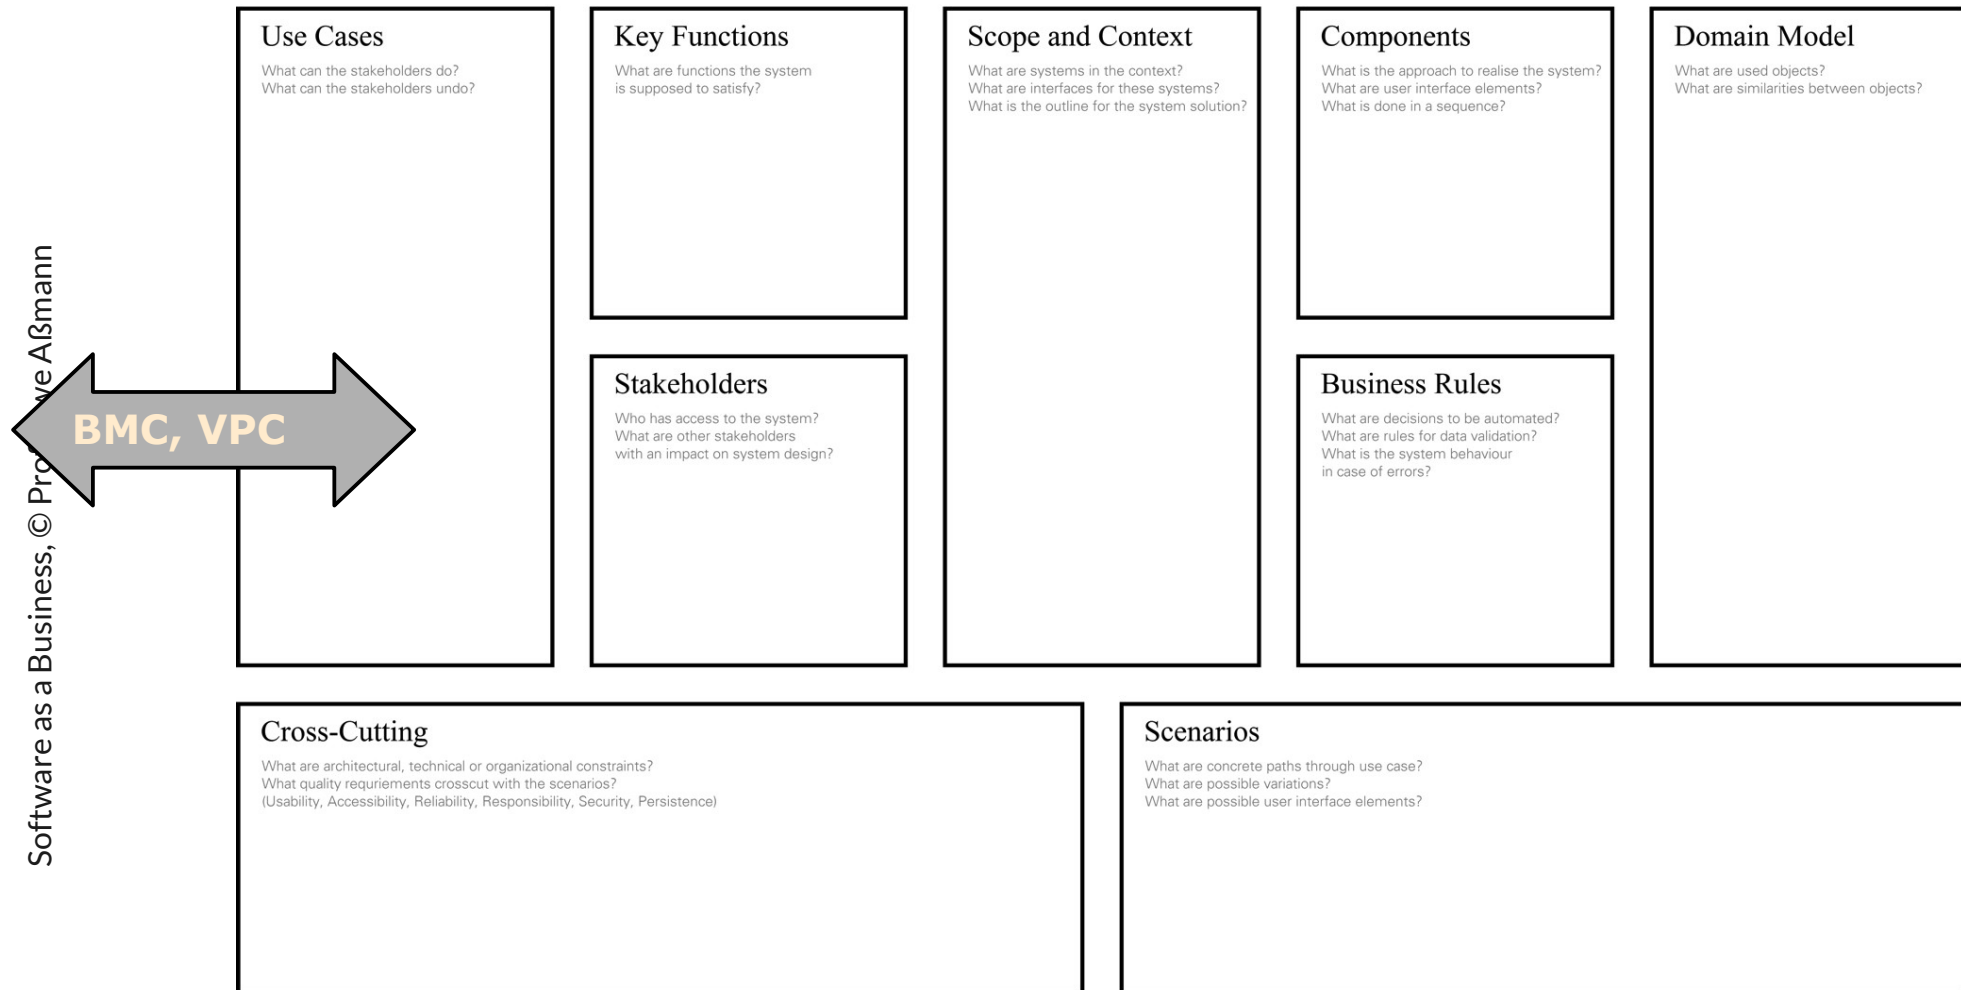 Use Cases
What can the stakeholders do?
What can the stakeholders undo?
Key Functions
What are functions the system
is supposed to satisfy?
Scope and Context
What are systems in the context?
What are interfaces for these systems?
What is the outline for the system solution?
Components
What is the approach to realise the system?
What are user interface elements?
What is done in a sequence?
Domain Model
What are used objects?
What are similarities between objects?
Stakeholders
Who has access to the system?
What are other stakeholders
with an impact on system design?
Business Rules
What are decisions to be automated?
What are rules for data validation?
What is the system behaviour
in case of errors?
BMC, VPC
Software as a Business, © Aßmann
Cross-Cutting
What are architectural, technical or organizational constraints?
What quality requriements crosscut with the scenarios?
(Usability, Accessibility, Reliability, Responsibility, Security, Persistence)
Scenarios
What are concrete paths through use case?
What are possible variations?
What are possible user interface elements?